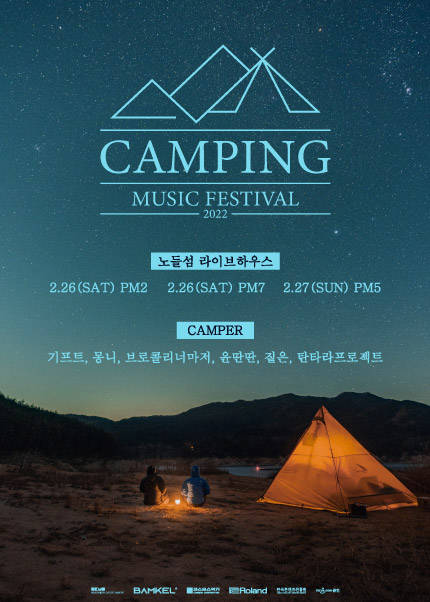 CAMPING
MUSIC FESTIVAL
2022
노들섬 라이브하우스
2.26(SAT) PM2 2.26(SAT) PM7 2.27(SUN) PM5
CAMPER
기프트, 몽니, 브로콜리너마저, 윤딴딴, 짙은, 탄타라프로젝트
BAMKEL Roland